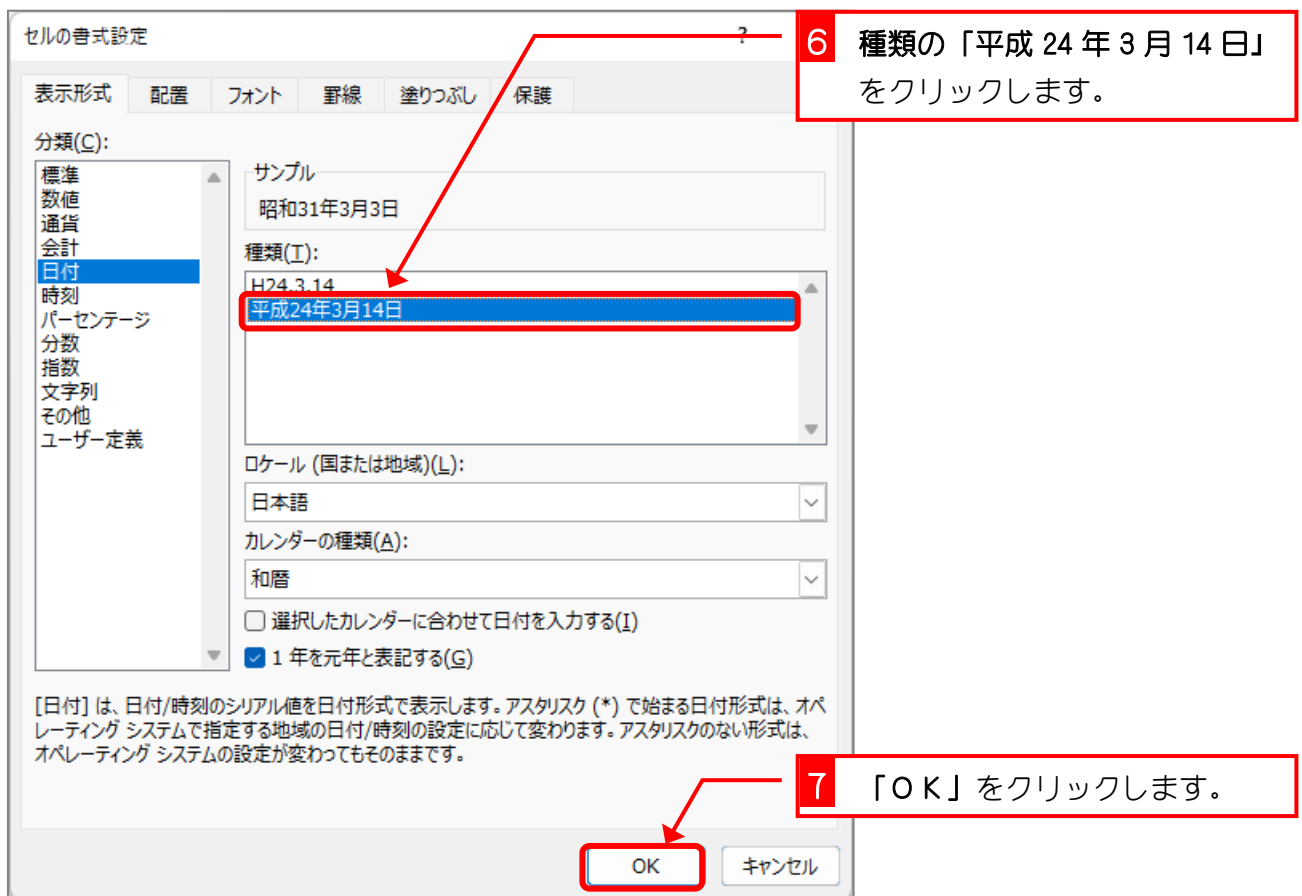 セルの書式設定
?
6 種類の「平成 24 年 3 月 14 日」
をクリックします。
表示形式 配置 フォント 罫線 塗りつぶし 保護
分類(C):
標準
数値
通貨
会計
日付
時刻
パーセンテージ
分数
指数
文字列
その他
ユーザー定義
サンプル
昭和31年3月3日
種類(T):
H24.3.14
平成24年3月14日
ロケール (国または地域)(L):
日本語
カレンダーの種類(A):
和暦
選択したカレンダーに合わせて日付を入力する(I)
1 年を元年と表記する(G)
[日付] は、日付/時刻のシリアル値を日付形式で表示します。アスタリスク (*) で始まる日付形式は、オペ
レーティング システムで指定する地域の日付/時刻の設定に応じて変わります。アスタリスクのない形式は、
オペレーティング システムの設定が変わってもそのままです。
7 「ＯＫ」をクリックします。
OK
キャンセル